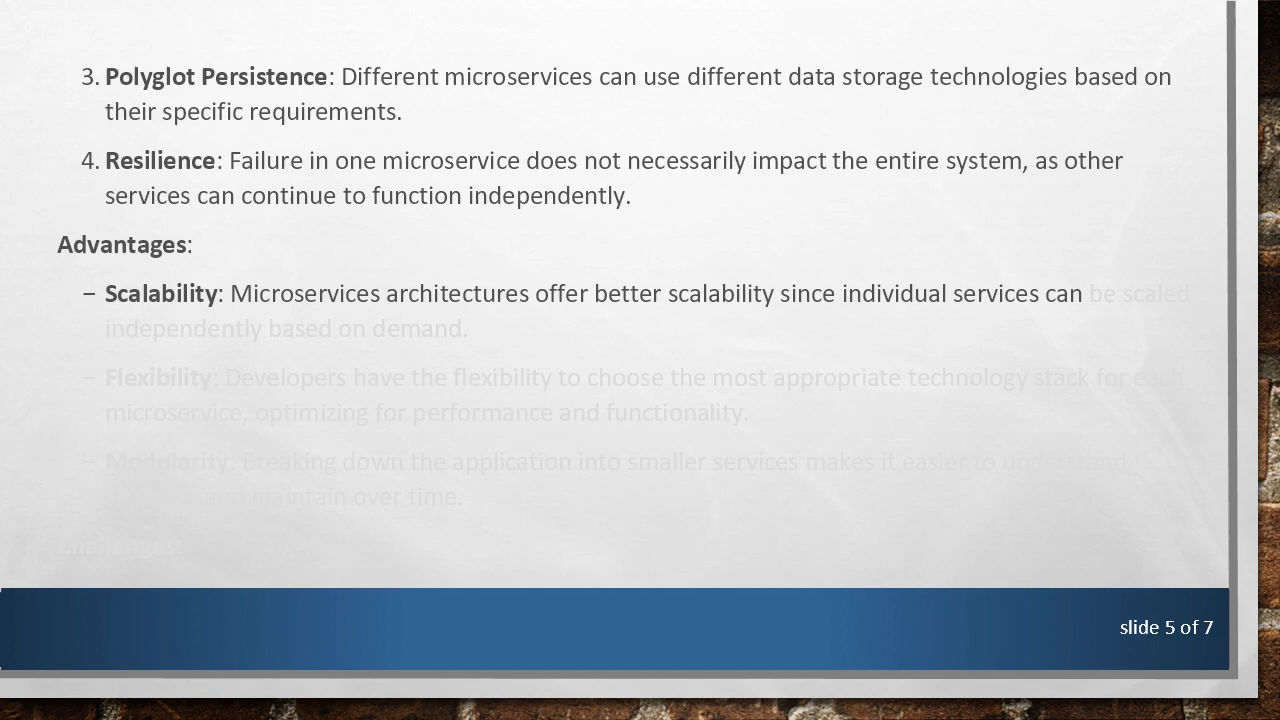 3. Polyglot Persistence: Different microservices can use different data storage technologies based on
their specific requirements.
4. Resilience: Failure in one microservice does not necessarily impact the entire system, as other
services can continue to function independently.
Advantages:
– Scalability: Microservices architectures offer better scalability since individual services can be scaled
independently based on demand.
– Flexibility: Developers have the flexibility to choose the most appropriate technology stack for each
microservice, optimizing for performance and functionality.
– Modularity: Breaking down the application into smaller services makes it easier to understand,
and maintain over time.
Challenges
slide 5 of 7